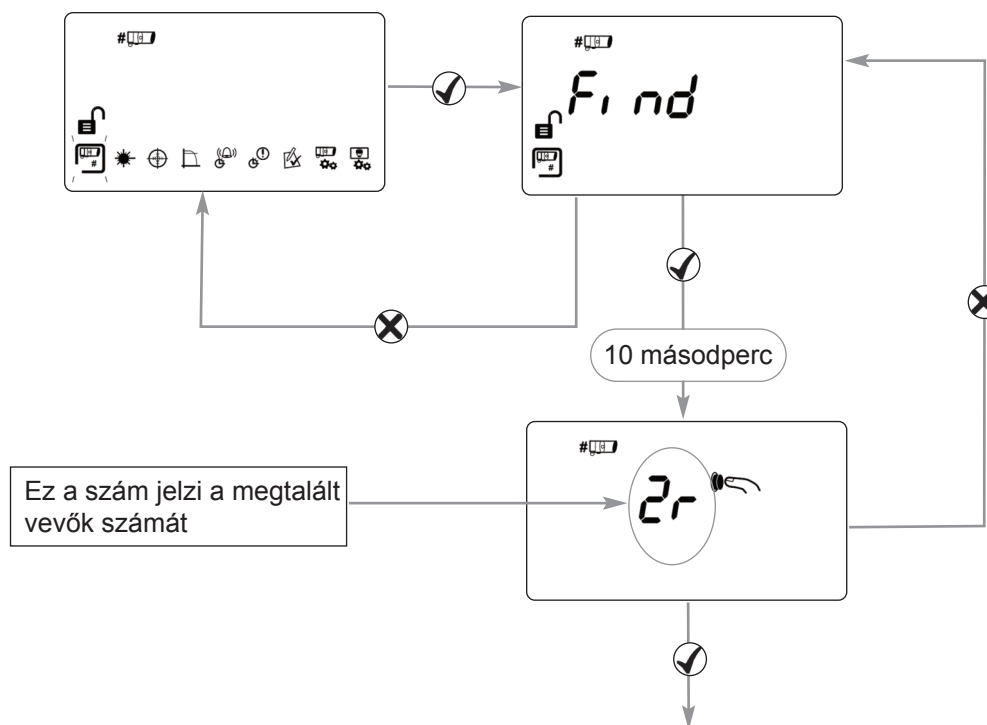 #
#
Find
#
#
10 másodperc
#
2r
Ez a szám jelzi a megtalált
vevők számát